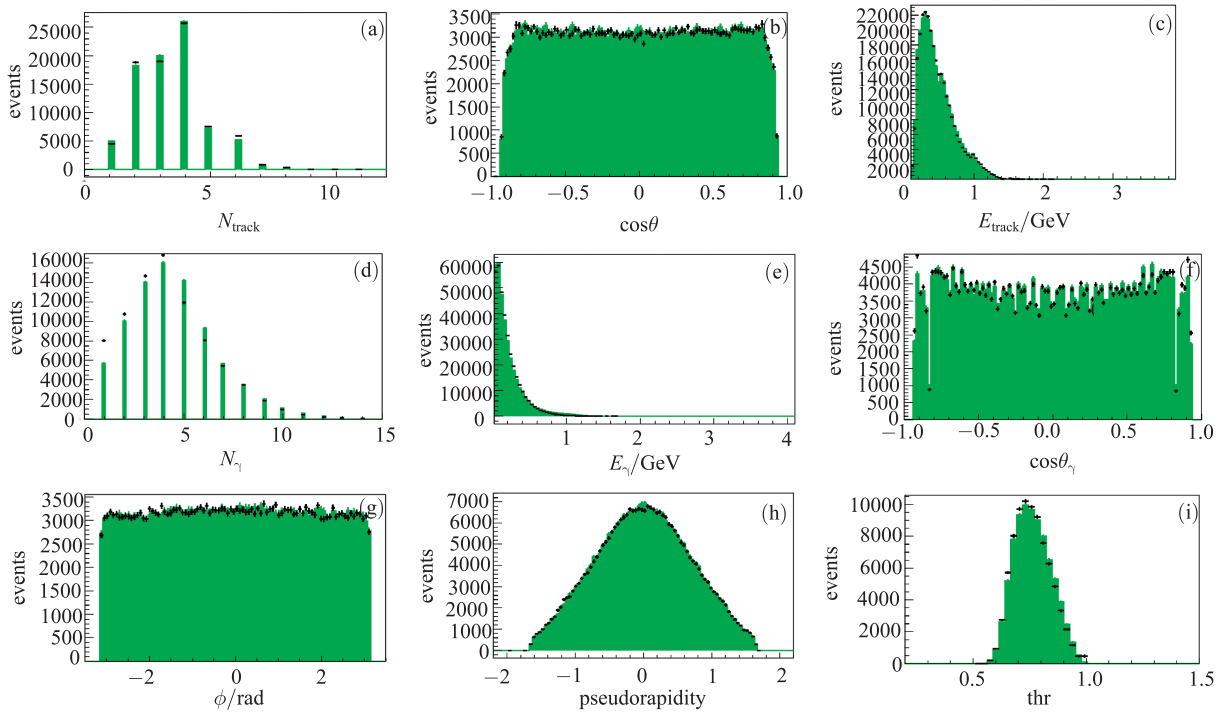 (a)
events
25000
20000
15000
10000
5000
0
0 5 10
N_track
(b)
events
3500
3000
2500
2000
1500
1000
500
0
−1.0 −0.5 0 0.5 1.0
cosθ
(c)
events
22000
20000
18000
16000
14000
12000
10000
8000
6000
4000
2000
0
0 1 2 3
E_track/GeV
(d)
events
16000
14000
12000
10000
8000
6000
4000
2000
0
0 5 10 15
N_γ
(e)
events
60000
50000
40000
30000
20000
10000
0
1 2 3 4
E_γ/GeV
(f)
events
4500
4000
3500
3000
2500
2000
1500
1000
500
0
−1.0 −0.5 0.0 0.5 1.0
cosθ_γ
(g)
events
3500
3000
2500
2000
1500
1000
500
0
−2 0 2
ϕ/rad
(h)
events
7000
6000
5000
4000
3000
2000
1000
0
−2 −1 0 1 2
pseudorapidity
(i)
events
10000
8000
6000
4000
2000
0
0.5 1.0 1.5
thr